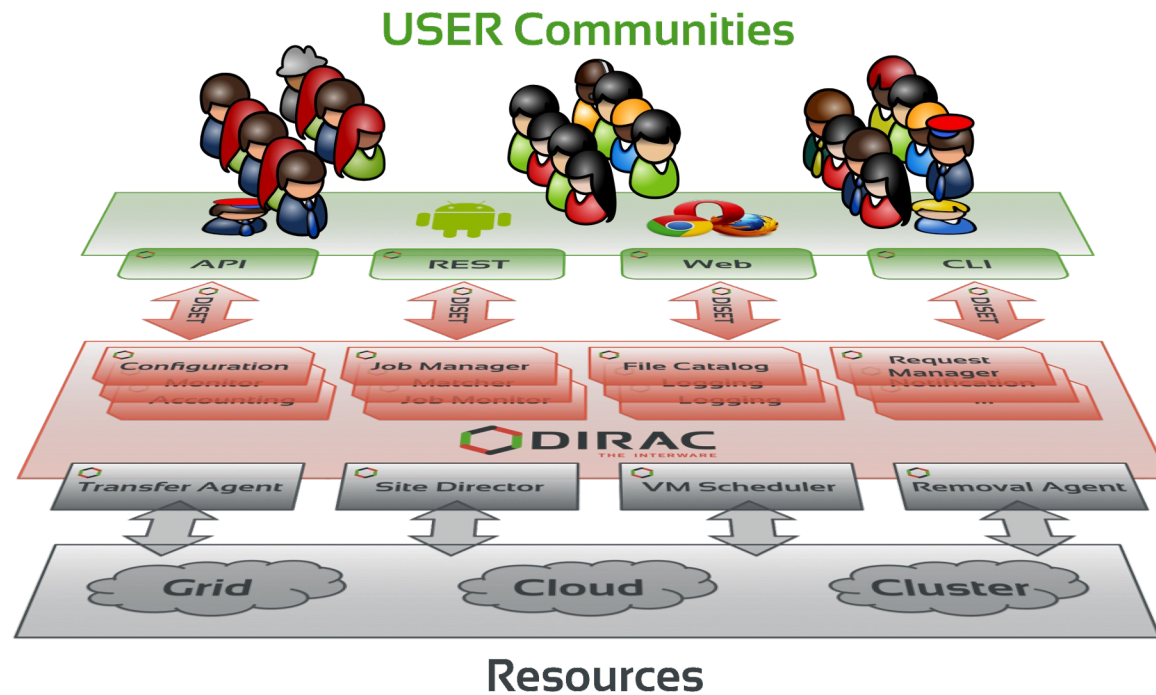 USER Communities
API
REST
Web
CLI
DISET
DISET
DISET
DISET
Configuration
Monitor
Accounting
Job Manager
Matcher
Job Monitor
File Catalog
Logging
Logging
Request
Manager
Notification
...
DIRAC
THE INTERWARE
Transfer Agent
Site Director
VM Scheduler
Removal Agent
Grid
Cloud
Cluster
Resources